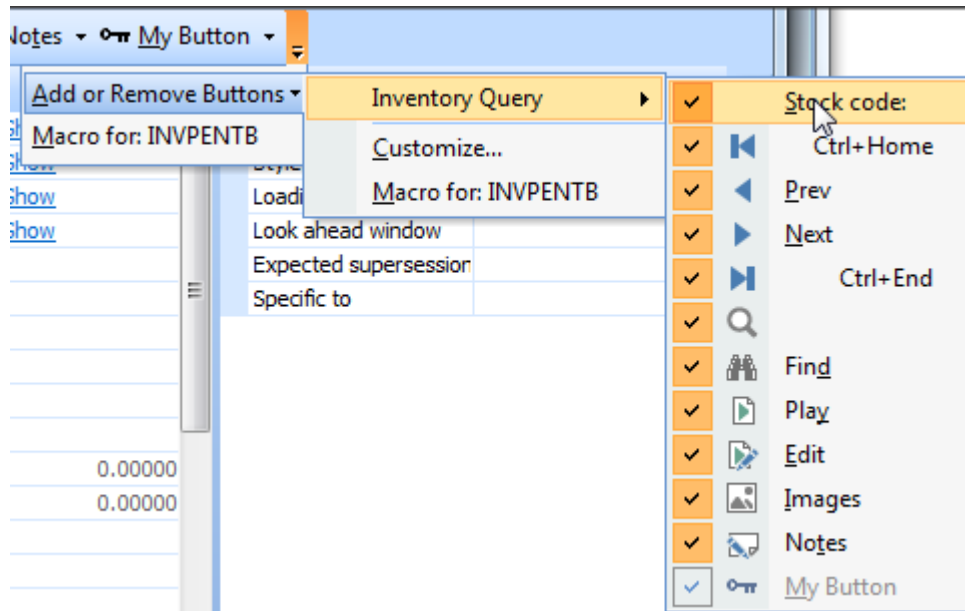 Notes My Button
Add or Remove Buttons
Macro for: INVPENTB
Inventory Query
Customize...
Macro for: INVPENTB
Stock code:
Ctrl+Home
Prev
Next
Ctrl+End
Find
Play
Edit
Images
Notes
My Button
Show
Show
Look ahead window
Expected supersession
Specific to
0.00000
0.00000